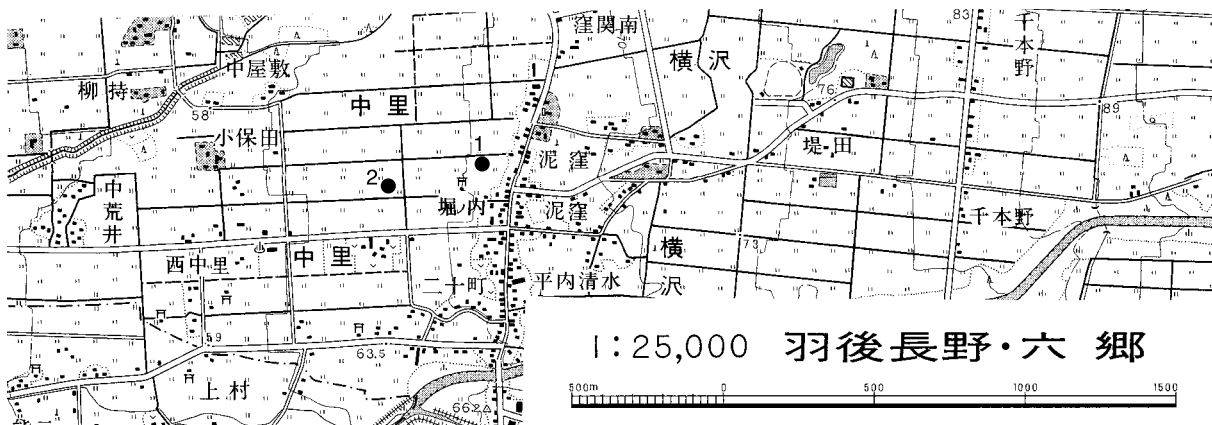 窪関南
83
千本野
横沢
中屋敷
柳持
76
中里
89
58
小保田
1
泥窪
堤田
2
中荒井
堀ノ内
泥窪
千本野
横沢
73
西中里
中里
二十町
平内清水
59
63.5
上村
66.2
1:25,000 羽後長野・六郷
500m 0 500 1000 1500